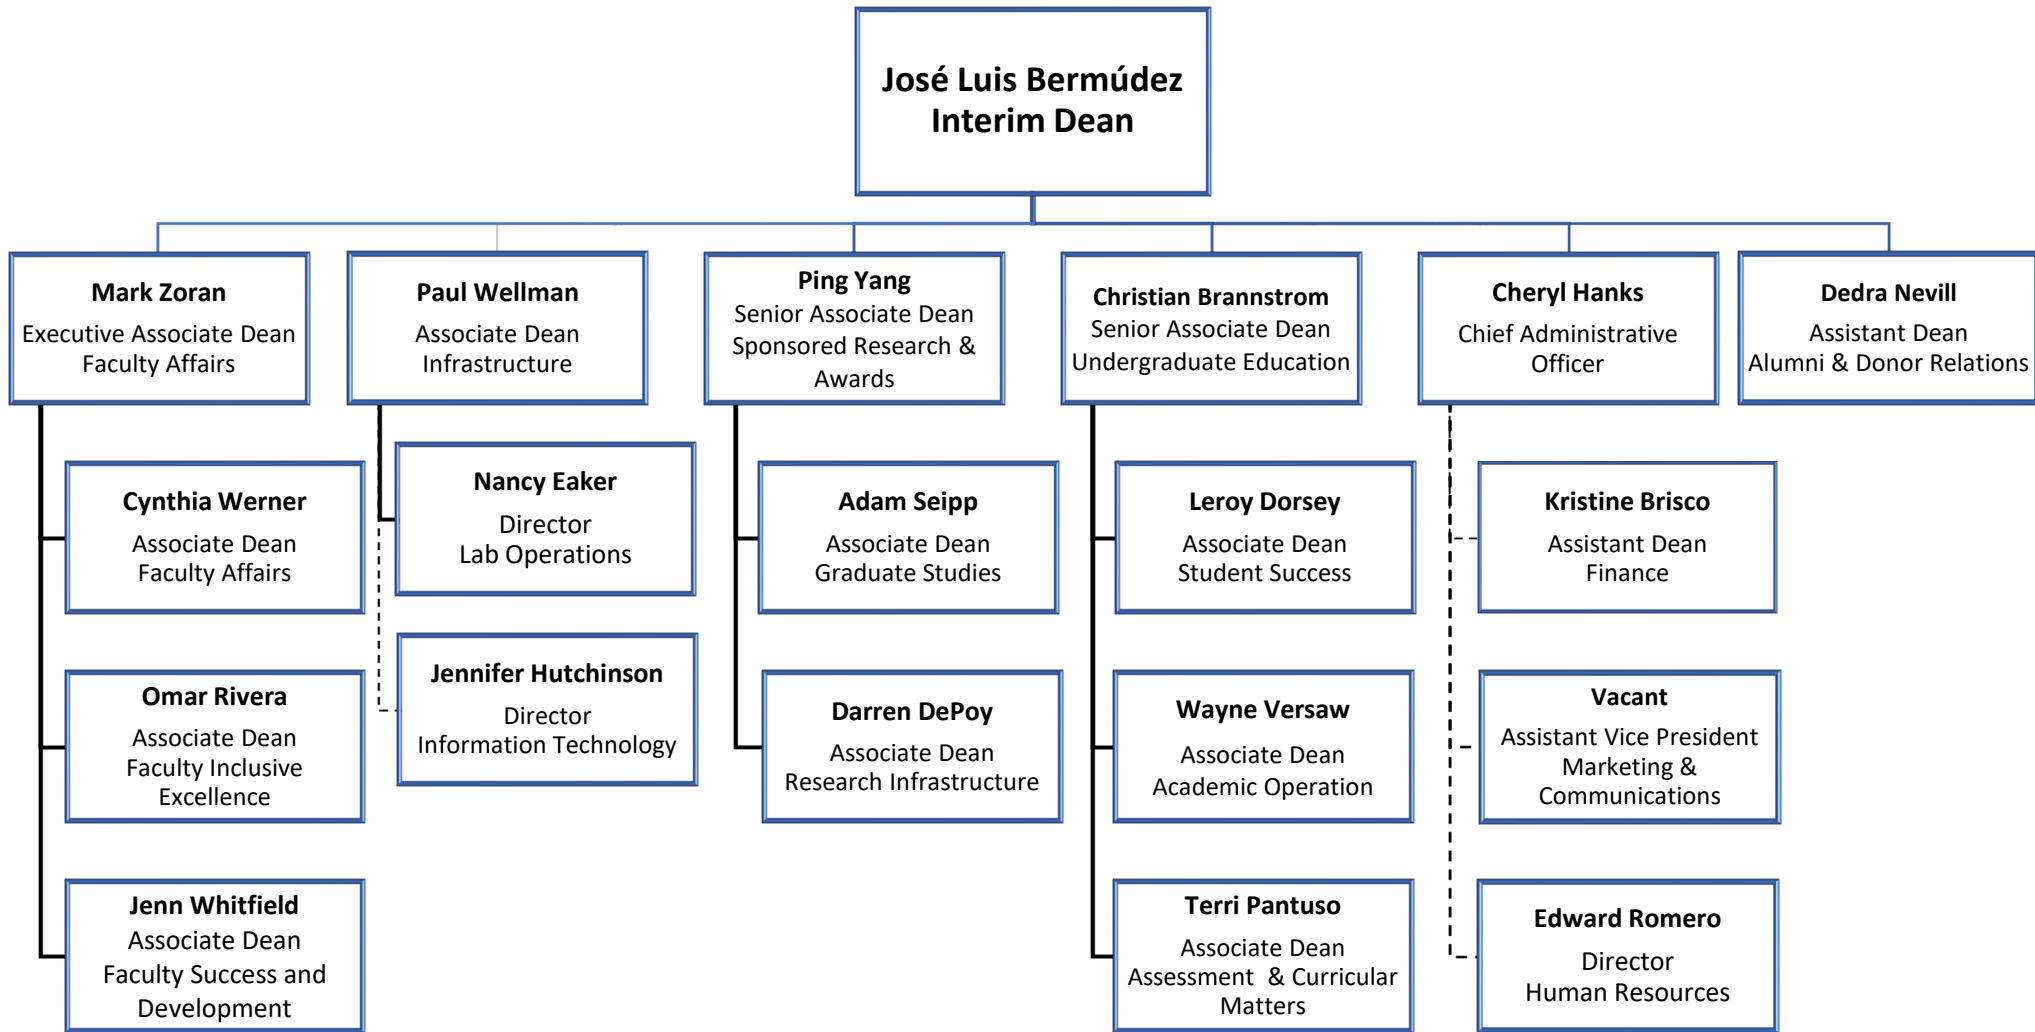 José Luis Bermúdez
Interim Dean
Mark Zoran
Executive Associate Dean
Faculty Affairs
Paul Wellman
Associate Dean
Infrastructure
Ping Yang
Senior Associate Dean
Sponsored Research &
Awards
Christian Brannstrom
Senior Associate Dean
Undergraduate Education
Cheryl Hanks
Chief Administrative
Officer
Dedra Nevill
Assistant Dean
Alumni & Donor Relations
Cynthia Werner
Associate Dean
Faculty Affairs
Nancy Eaker
Director
Lab Operations
Adam Seipp
Associate Dean
Graduate Studies
Leroy Dorsey
Associate Dean
Student Success
Kristine Brisco
Assistant Dean
Finance
Omar Rivera
Associate Dean
Faculty Inclusive
Excellence
Jennifer Hutchinson
Director
Information Technology
Darren DePoy
Associate Dean
Research Infrastructure
Wayne Versaw
Associate Dean
Academic Operation
Vacant
Assistant Vice President
Marketing &
Communications
Jenn Whitfield
Associate Dean
Faculty Success and
Development
Terri Pantuso
Associate Dean
Assessment  & Curricular
Matters
Edward Romero
Director
Human Resources